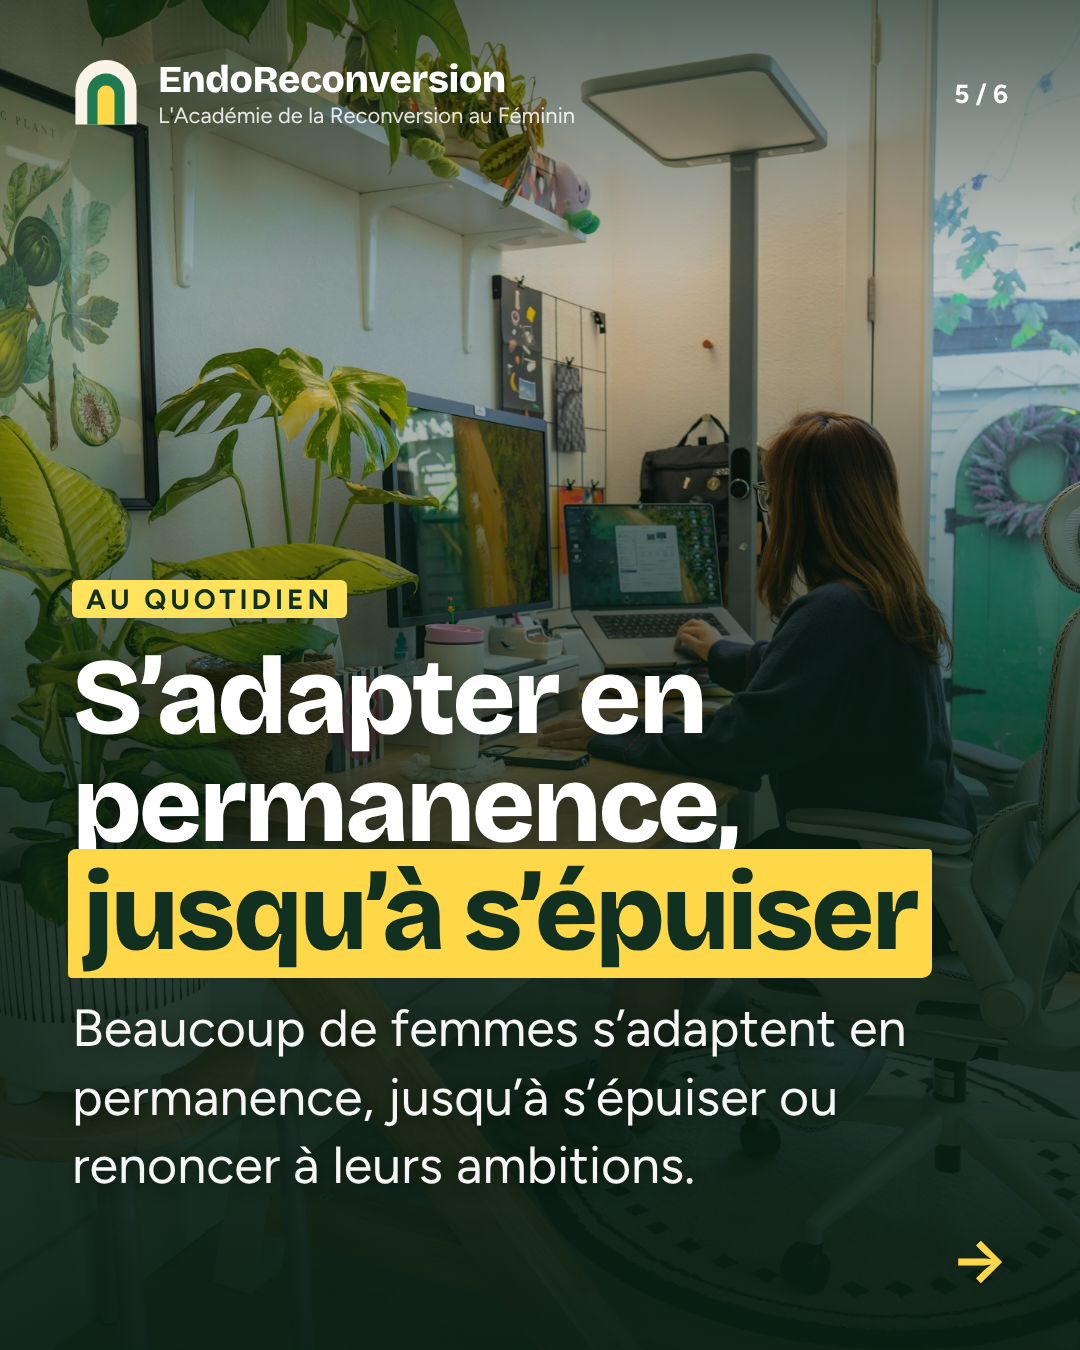 EndoReconversion
L'Académie de la Reconversion au Féminin
5 / 6
AU QUOTIDIEN
S’adapter en
permanence,
jusqu’à s’épuiser
Beaucoup de femmes s’adaptent en
permanence, jusqu’à s’épuiser ou
renoncer à leurs ambitions.